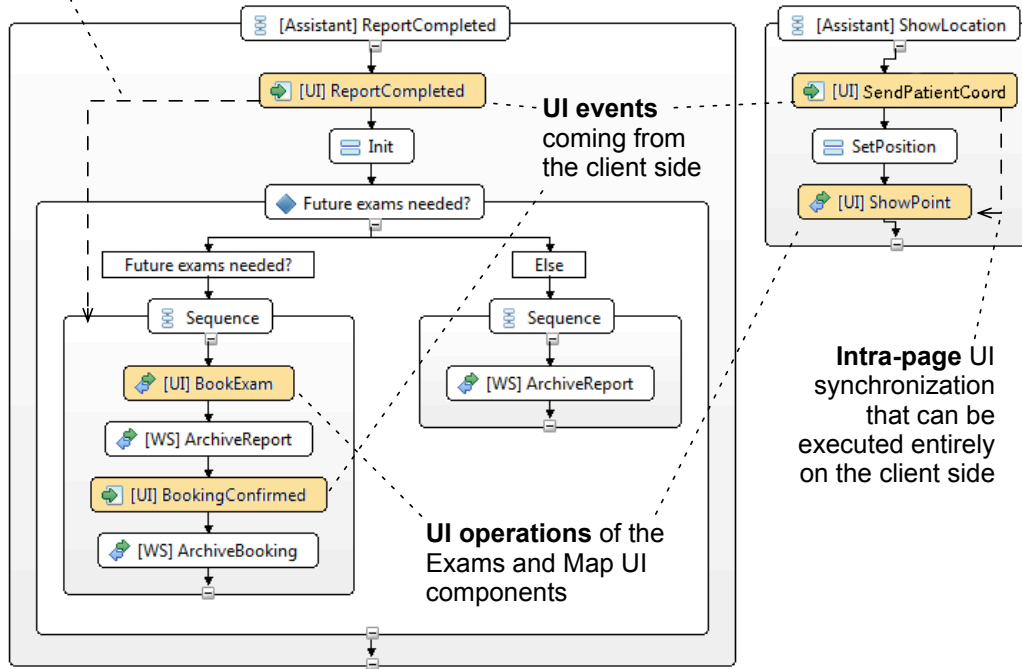 [Assistant] ReportCompleted
[UI] ReportCompleted
Init
Future exams needed?
Future exams needed?
Else
Sequence
[UI] BookExam
[WS] ArchiveReport
[UI] BookingConfirmed
[WS] ArchiveBooking
Sequence
[WS] ArchiveReport
UI events
coming from
the client side
UI operations of the
Exams and Map UI
components
[Assistant] ShowLocation
[UI] SendPatientCoord
SetPosition
[UI] ShowPoint
Intra-page UI
synchronization
that can be
executed entirely
on the client side